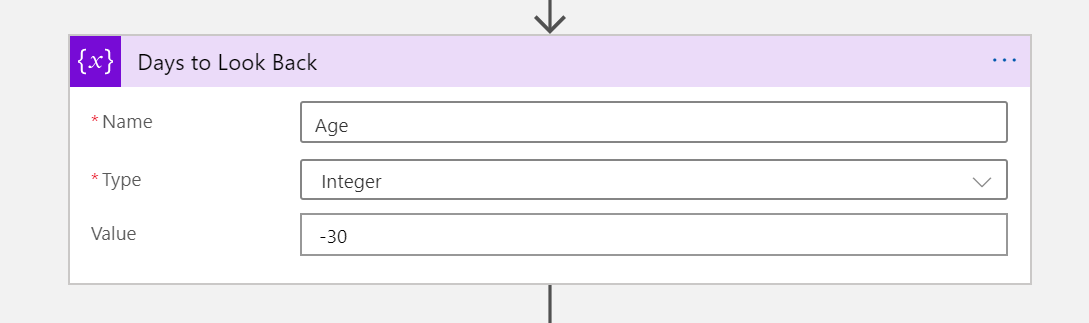 {x} Days to Look Back ...
* Name Age
* Type Integer
Value -30